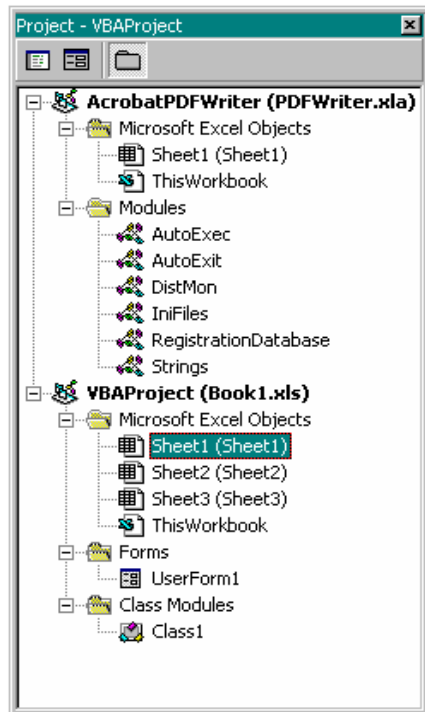 Project - VBAProject
AcrobatPDFWriter (PDFWriter.xla)
Microsoft Excel Objects
Sheet1 (Sheet1)
ThisWorkbook
Modules
AutoExec
AutoExit
DistMon
IniFiles
RegistrationDatabase
Strings
VBAProject (Book1.xls)
Microsoft Excel Objects
Sheet1 (Sheet1)
Sheet2 (Sheet2)
Sheet3 (Sheet3)
ThisWorkbook
Forms
UserForm1
Class Modules
Class1